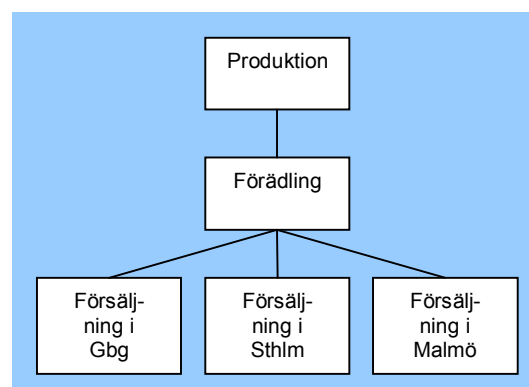 Produktion
Förädling
Försälj-
ning i
Gbg
Försälj-
ning i
Sthlm
Försälj-
ning i
Malmö